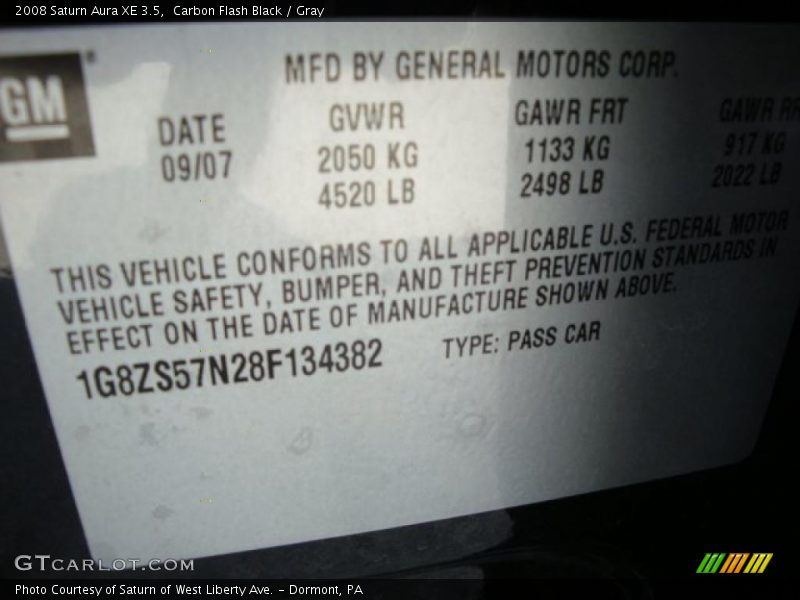 2008 Saturn Aura XE 3.5,  Carbon Flash Black / Gray
GM
MFD BY GENERAL MOTORS CORP.
DATE GVWR GAWR FRT GAWR RR
09/07 2050 KG 1133 KG 917 KG
4520 LB 2498 LB 2022 LB
THIS VEHICLE CONFORMS TO ALL APPLICABLE U.S. FEDERAL MOTOR
VEHICLE SAFETY, BUMPER, AND THEFT PREVENTION STANDARDS IN
EFFECT ON THE DATE OF MANUFACTURE SHOWN ABOVE.
1G8ZS57N28F134382 TYPE: PASS CAR
GTCARLOT.COM
Photo Courtesy of Saturn of West Liberty Ave. – Dormont, PA